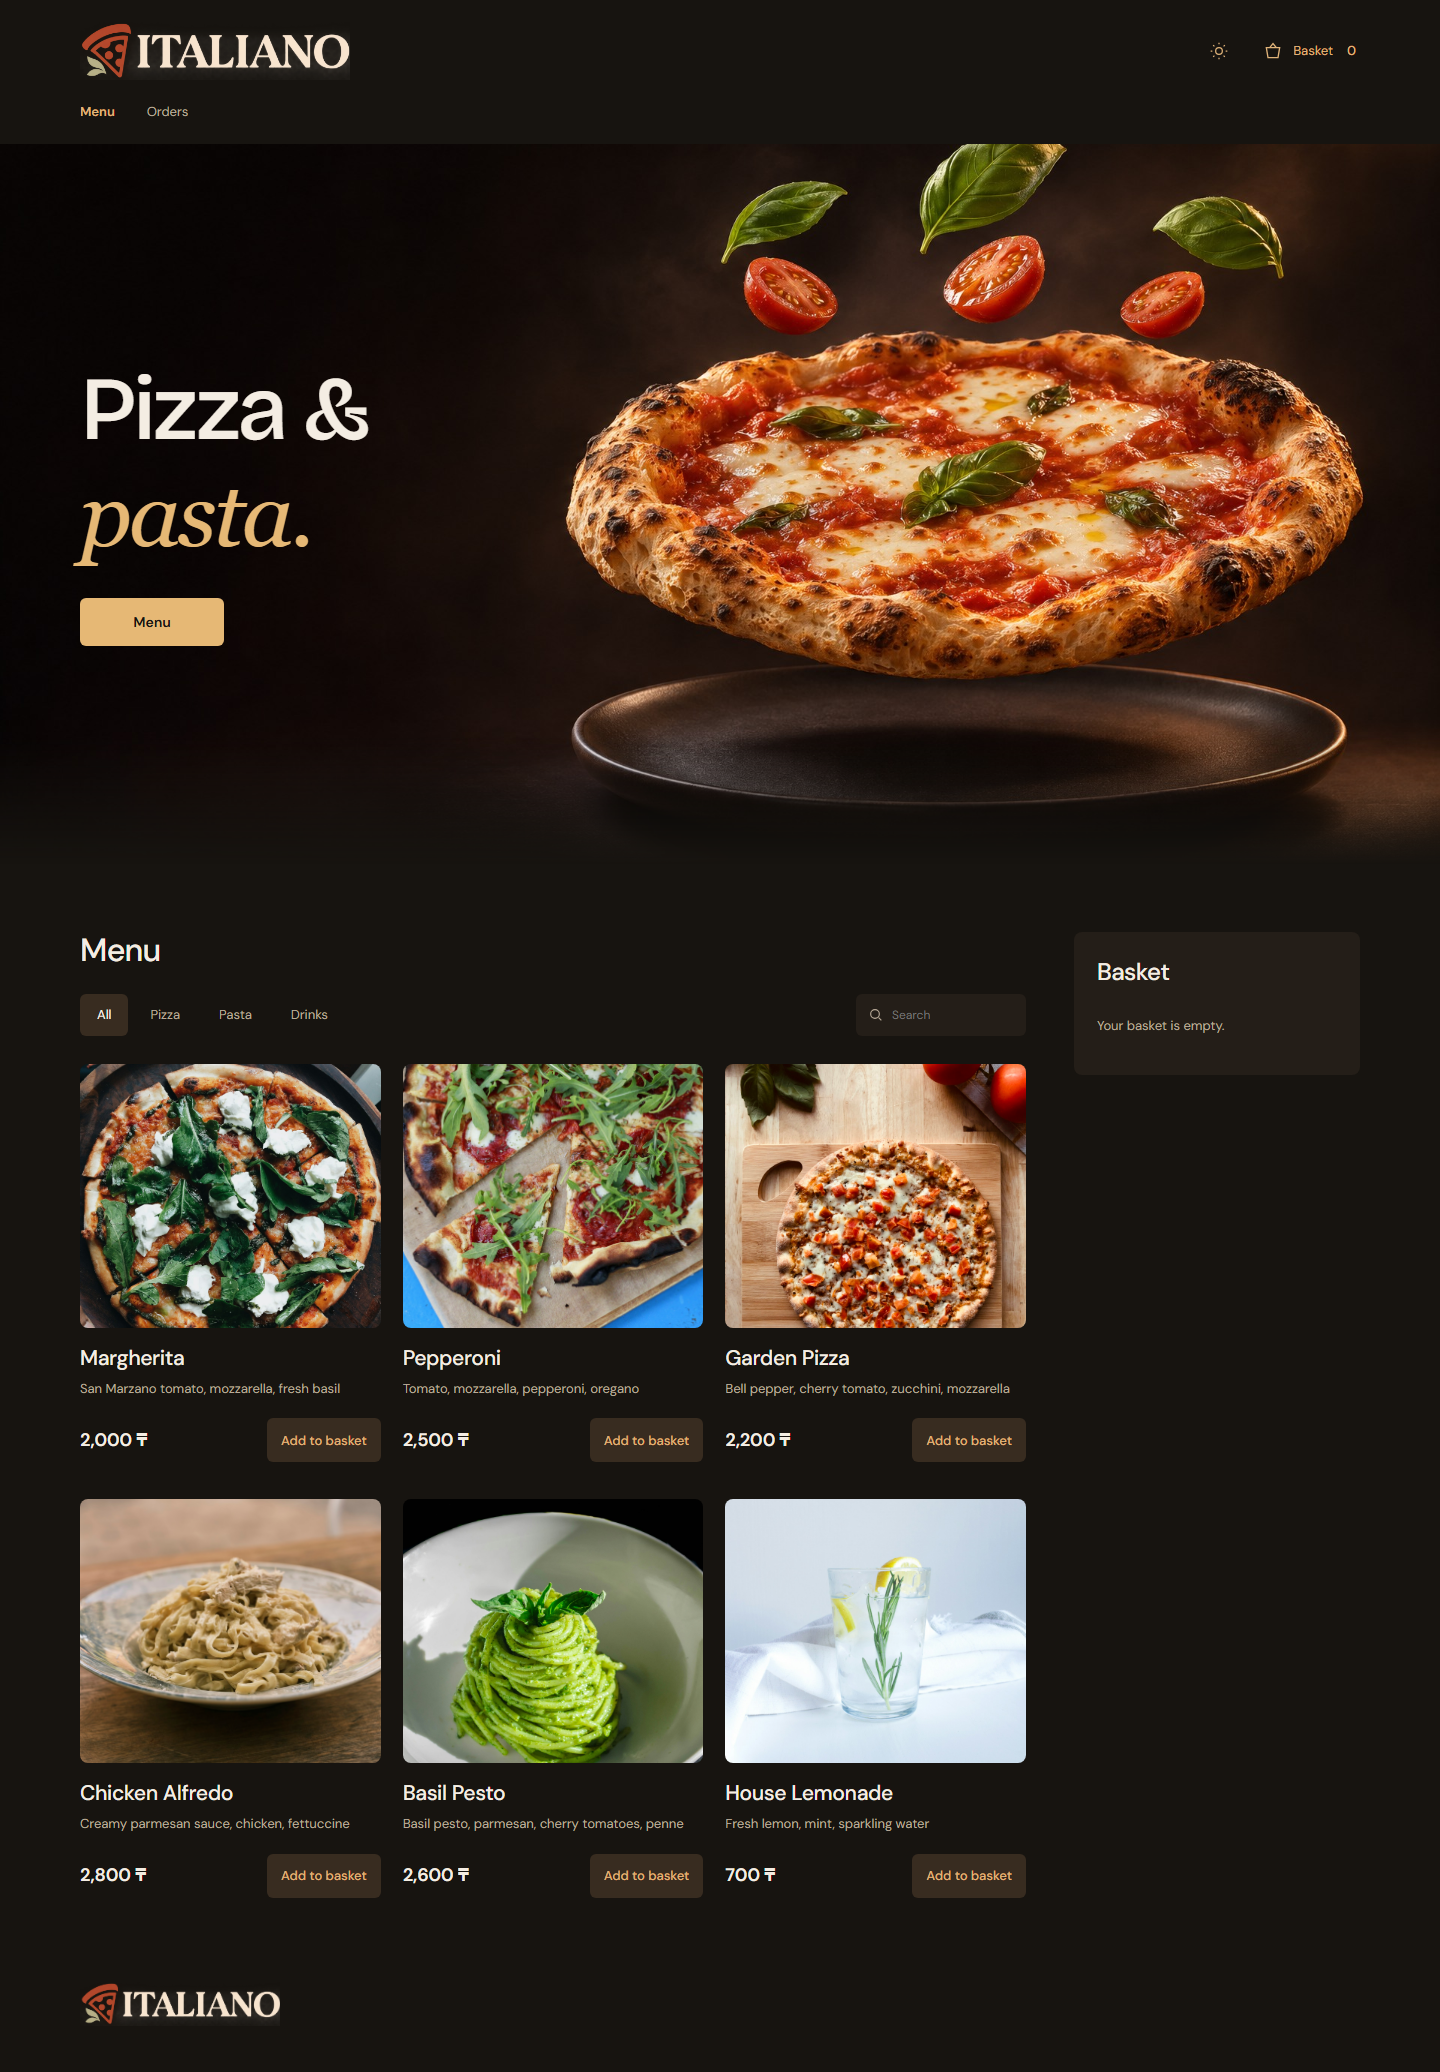 ITALIANO
Basket 0
Menu Orders
Pizza &
pasta.
Menu
Menu
All Pizza Pasta Drinks
Search
Basket
Your basket is empty.
Margherita
San Marzano tomato, mozzarella, fresh basil
2,000 ₸
Add to basket
Pepperoni
Tomato, mozzarella, pepperoni, oregano
2,500 ₸
Add to basket
Garden Pizza
Bell pepper, cherry tomato, zucchini, mozzarella
2,200 ₸
Add to basket
Chicken Alfredo
Creamy parmesan sauce, chicken, fettuccine
2,800 ₸
Add to basket
Basil Pesto
Basil pesto, parmesan, cherry tomatoes, penne
2,600 ₸
Add to basket
House Lemonade
Fresh lemon, mint, sparkling water
700 ₸
Add to basket
ITALIANO